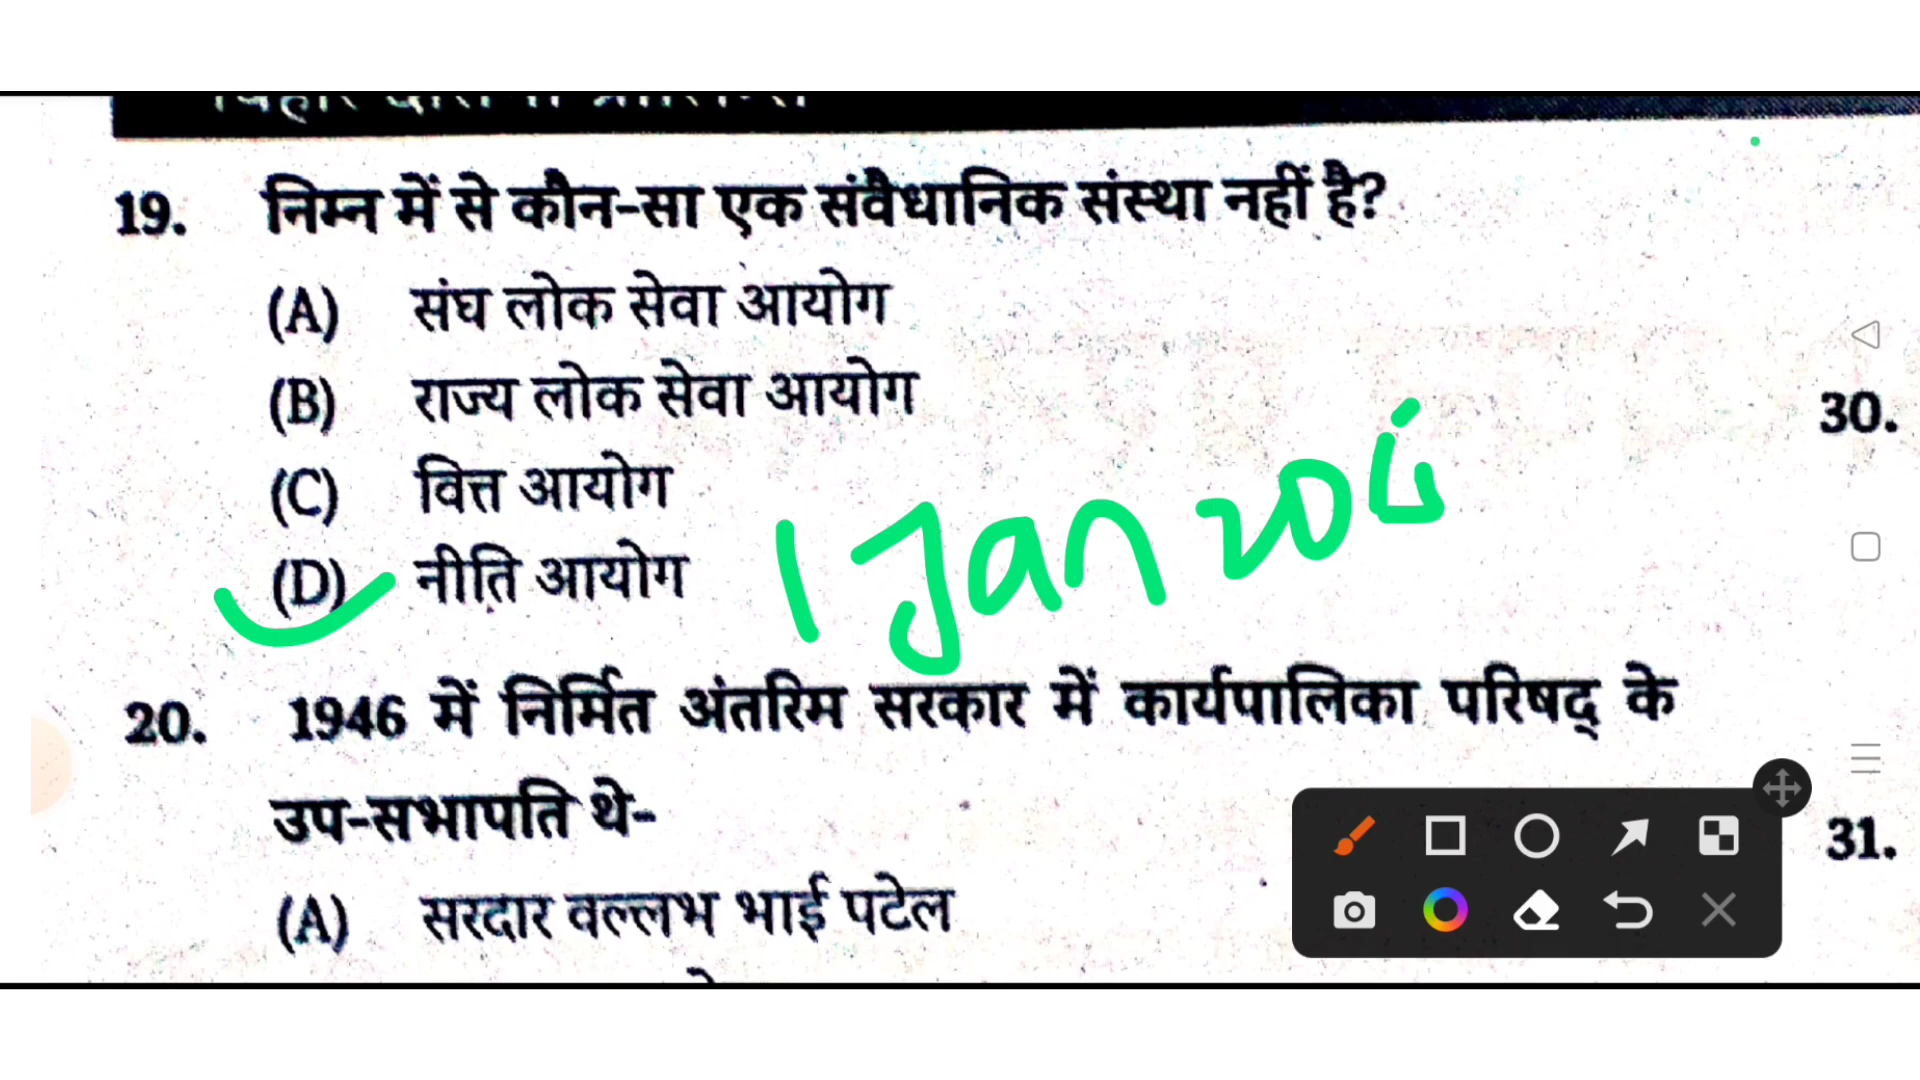 19. निम्न में से कौन-सा एक संवैधानिक संस्था नहीं है?
(A) संघ लोक सेवा आयोग
(B) राज्य लोक सेवा आयोग
(C) वित्त आयोग
(D) नीति आयोग
1 Jan
20. 1946 में निर्मित अंतरिम सरकार में कार्यपालिका परिषद् के
उप-सभापति थे-
(A) सरदार वल्लभ भाई पटेल
30.
31.